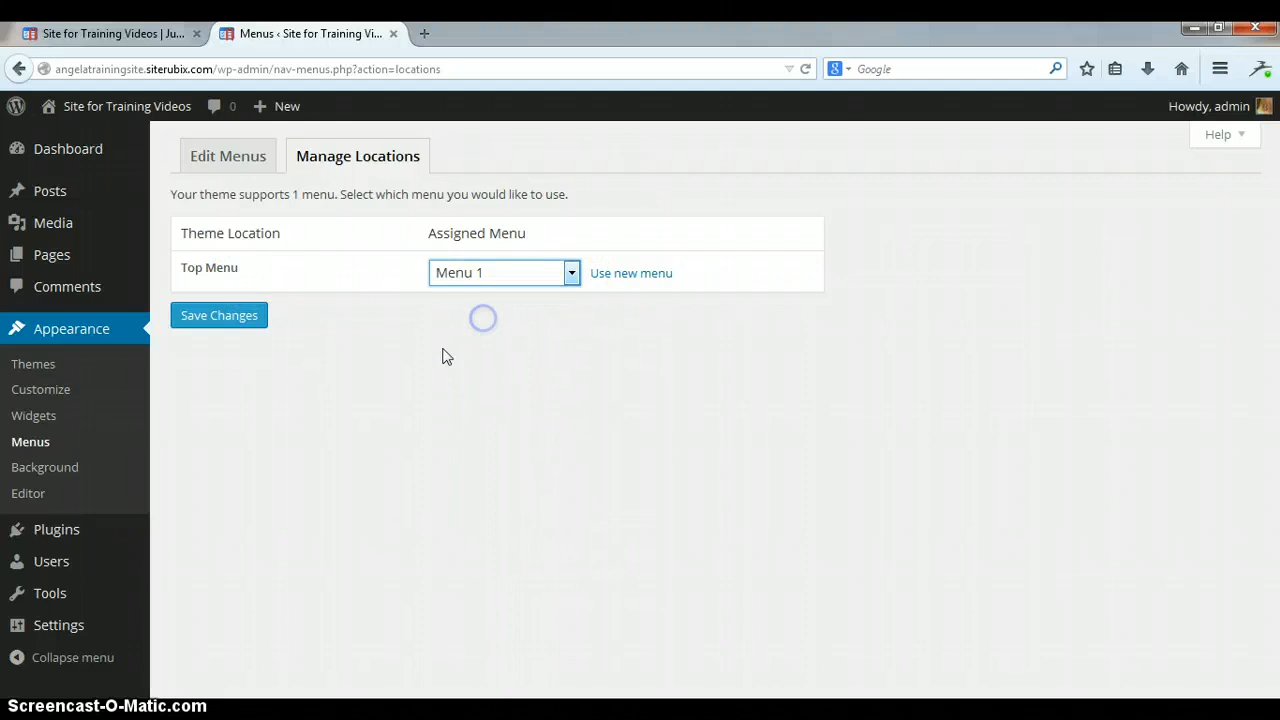 Site for Training Videos | Ju...
Menus ‹ Site for Training Vi...
angelatrainingsite.siterubix.com/wp-admin/nav-menus.php?action=locations
Google
Site for Training Videos
0
New
Howdy, admin
Help
Dashboard
Posts
Media
Pages
Comments
Appearance
Themes
Customize
Widgets
Menus
Background
Editor
Plugins
Users
Tools
Settings
Collapse menu
Edit Menus
Manage Locations
Your theme supports 1 menu. Select which menu you would like to use.
Theme Location
Assigned Menu
Top Menu
Menu 1
Use new menu
Save Changes
Screencast-O-Matic.com